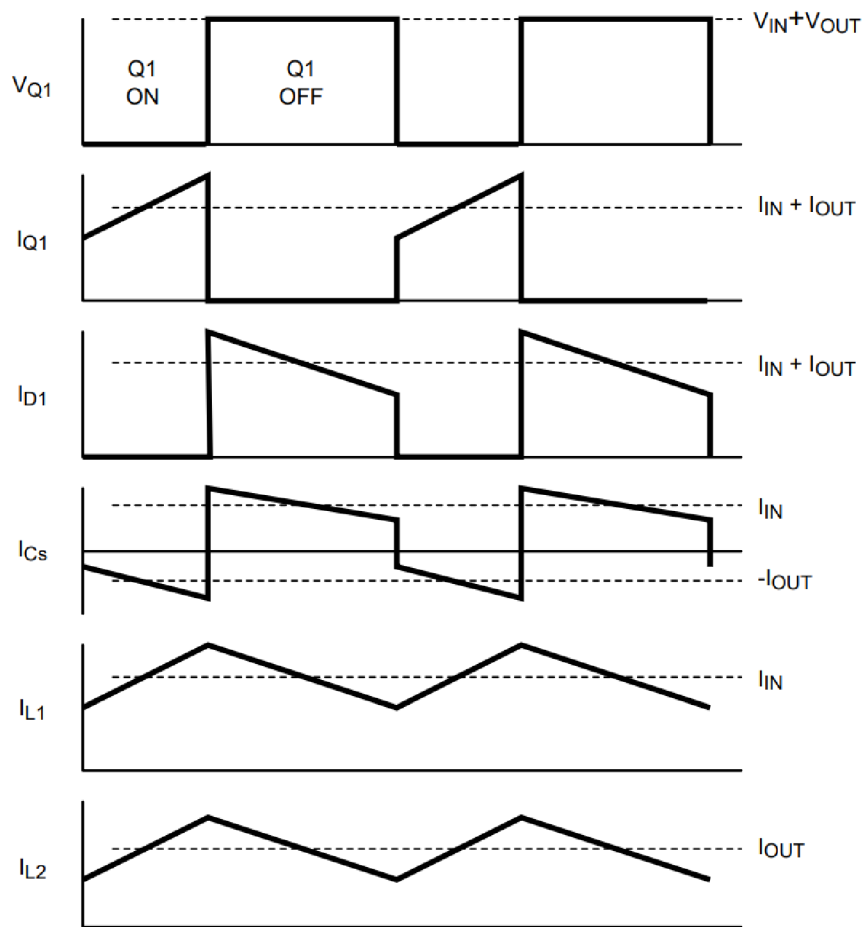 VIN+VOUT
VQ1
Q1
ON
Q1
OFF
IQ1
IIN + IOUT
ID1
IIN + IOUT
ICs
IIN
-IOUT
IL1
IIN
IL2
IOUT